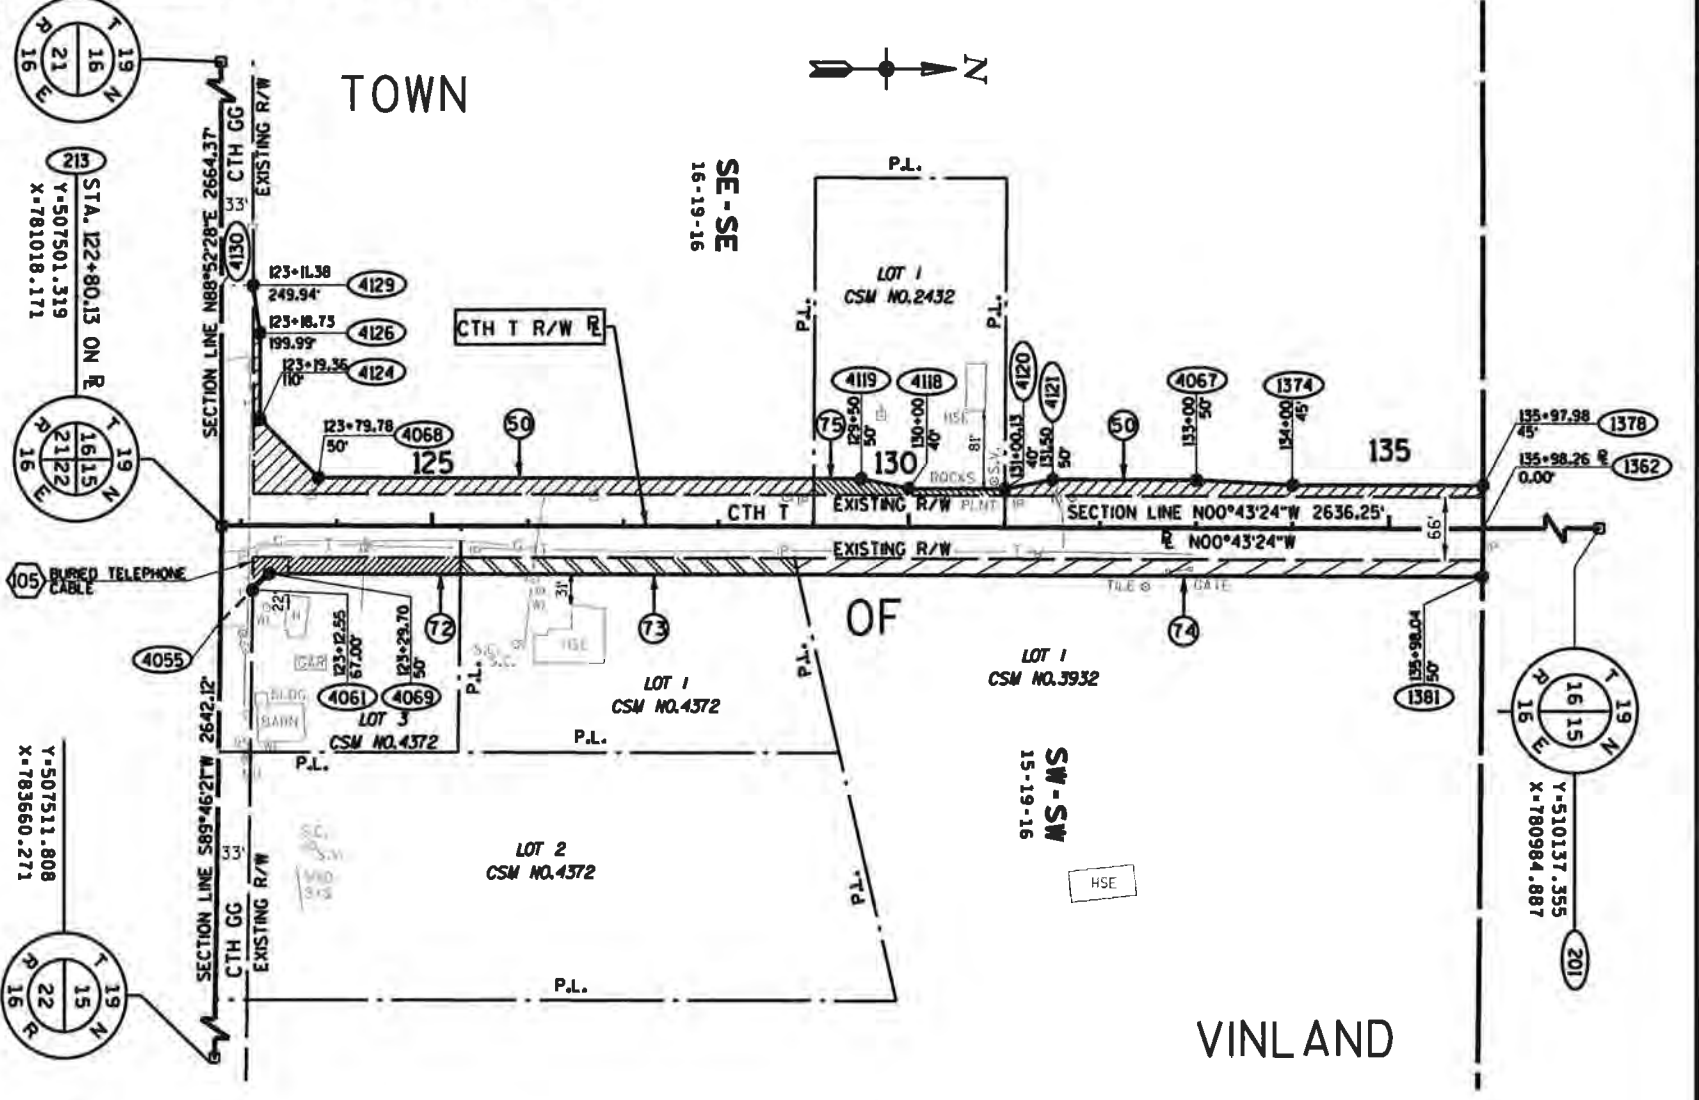 TOWN
OF
VINLAND
N
T 19 N
R 16 E
16
21
213
STA. 122+80.13 ON PL
Y=507501.319
X=781018.171
T 19 N
R 16 E
16 15
21 22
SECTION LINE N88°52'28"E 2664.37'
CTH GG
EXISTING R/W
33'
4130
123+11.38
249.94'
4129
123+18.73
199.99'
4126
123+19.36
110'
4124
123+79.78
50'
4068
CTH T R/W RL
SE-SE
16-19-16
P.L.
P.L.
P.L.
LOT 1
CSM NO.2432
HSE
81'
ROCKS
S.V.
PLNT
50
125
75
4119
129+50
50'
4118
130+00
40'
130
4120
131+00.13
40'
4121
131.50
50'
50
4067
133+00
50'
1374
134+00
45'
135
135+97.98
45'
1378
135+98.26 RL
0.00'
1362
CTH T
EXISTING R/W
SECTION LINE N00°43'24"W 2636.25'
66'
RL N00°43'24"W
EXISTING R/W
105
BURIED TELEPHONE
CABLE
4055
22'
123+12.55
67.00'
4061
123+29.70
50'
4069
72
31'
73
74
TILE
GATE
135+98.04
50'
1381
GAR
BLDG
BARN
HSE
S.C.
S.C.
LOT 3
CSM NO.4372
P.L.
P.L.
LOT 1
CSM NO.4372
P.L.
P.L.
LOT 1
CSM NO.3932
SW-SW
15-19-16
HSE
LOT 2
CSM NO.4372
P.L.
P.L.
S.C.
S.V.
SECTION LINE S89°46'21"W 2642.12'
CTH GG
EXISTING R/W
33'
Y=507511.808
X=783660.271
T 19 N
R 16 R
15
22
T 19 N
R 16 E
16 15
Y=510137.355
X=780984.887
201